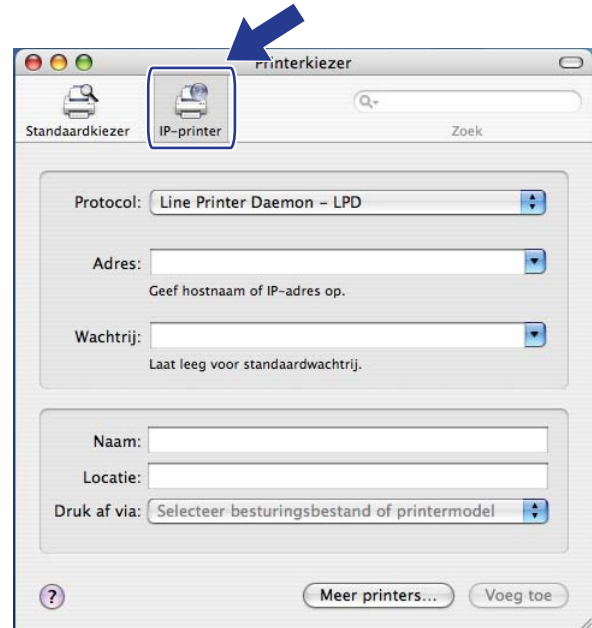 Printerkiezer
Standaardkiezer IP-printer Zoek
Protocol: Line Printer Daemon – LPD
Adres:
Geef hostnaam of IP-adres op.
Wachtrij:
Laat leeg voor standaardwachtrij.
Naam:
Locatie:
Druk af via: Selecteer besturingsbestand of printermodel
? Meer printers... Voeg toe